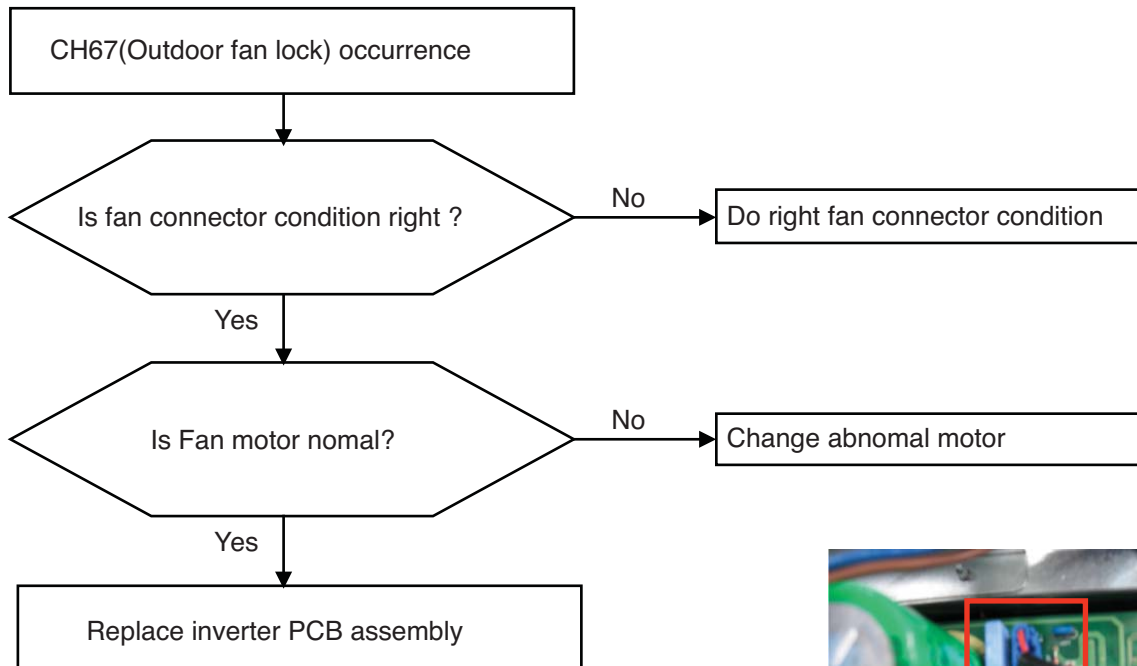 CH67(Outdoor fan lock) occurrence
Is fan connector condition right ?
No
Do right fan connector condition
Yes
Is Fan motor nomal?
No
Change abnomal motor
Yes
Replace inverter PCB assembly